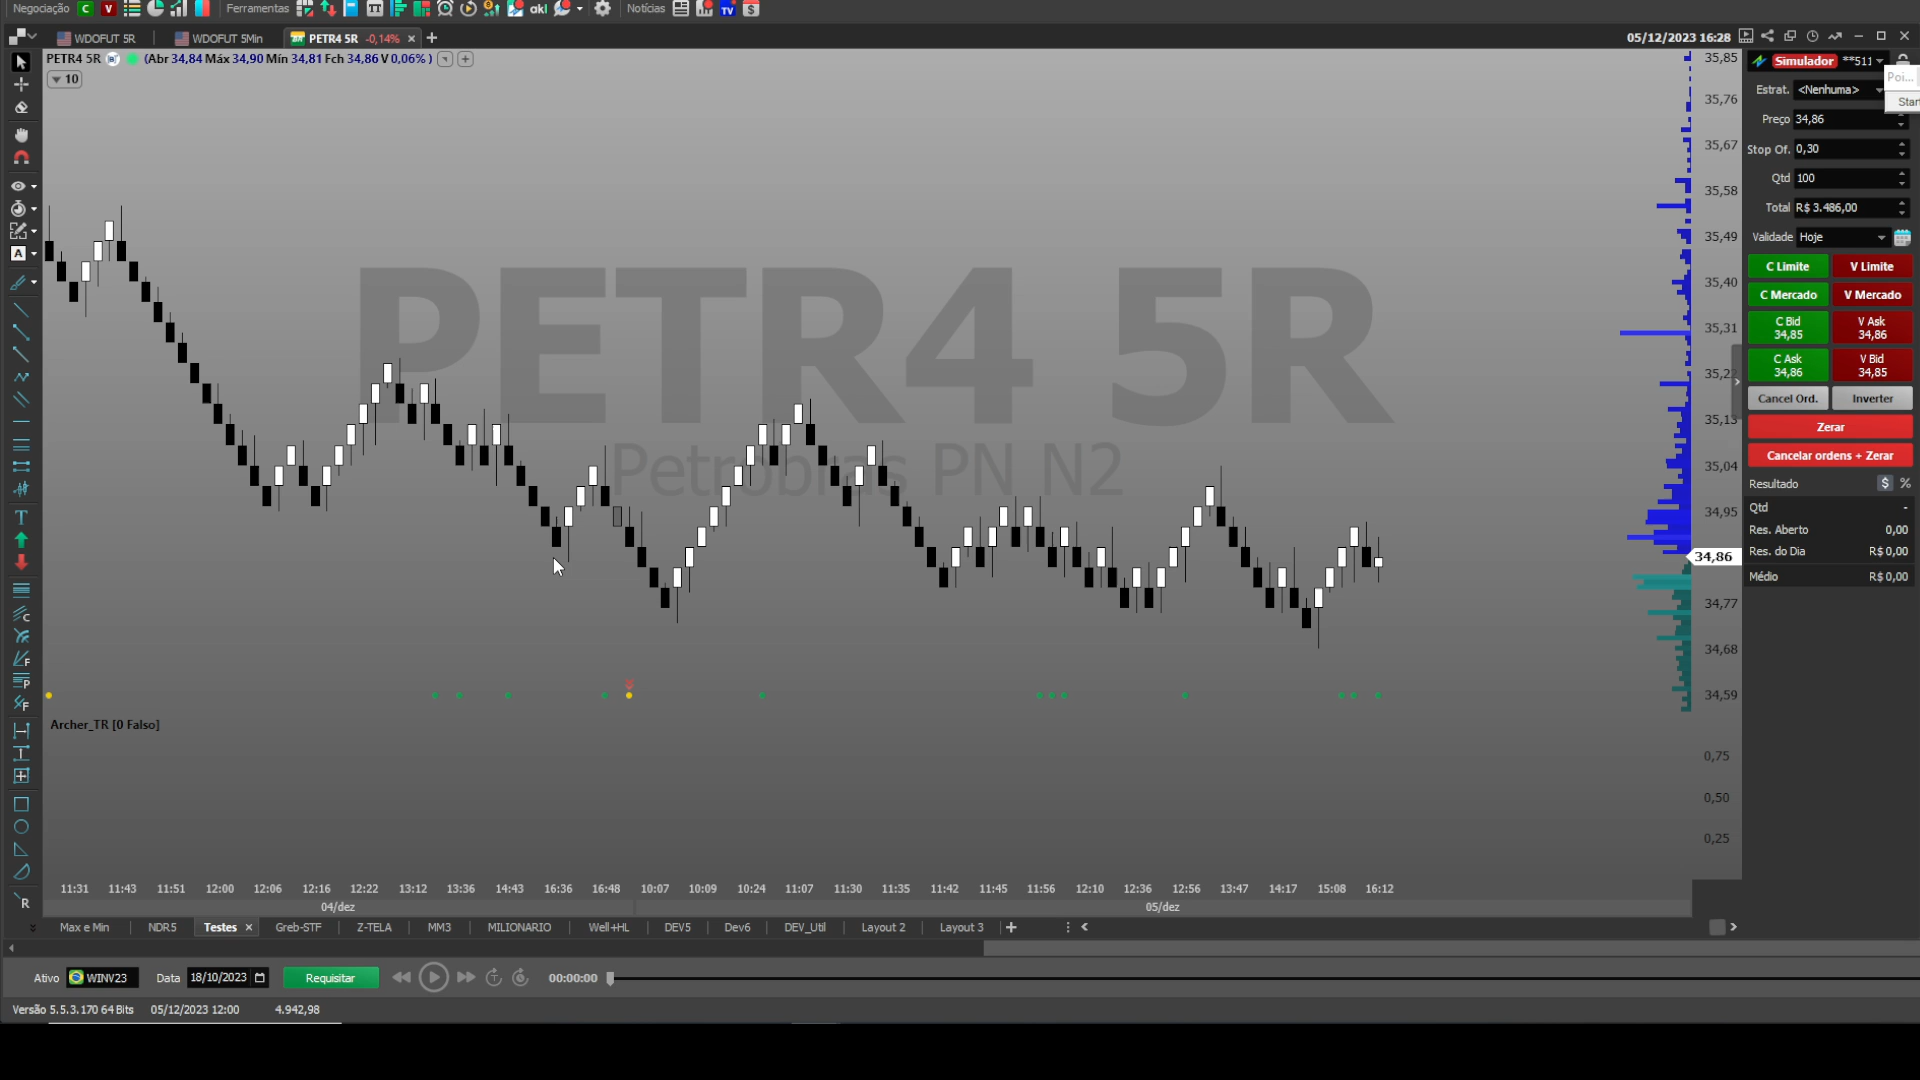 Negociação C V Ferramentas akl Notícias TV
WDOFUT 5R WDOFUT 5Min PETR4 5R -0,14% × + 05/12/2023 16:28
PETR4 5R (Abr 34,84 Máx 34,90 Mín 34,81 Fch 34,86 V 0,06% )
10
PETR4 5R
Petrobras PN N2
35,85
35,76
35,67
35,58
35,49
35,40
35,31
35,22
35,13
35,04
34,95
34,86
34,77
34,68
34,59
Archer_TR [0 Falso]
0,75
0,50
0,25
11:31 11:43 11:51 12:00 12:06 12:16 12:22 13:12 13:36 14:43 16:36 16:48 10:07 10:09 10:24 11:07 11:30 11:35 11:42 11:45 11:56 12:10 12:36 12:56 13:47 14:17 15:08 16:12
04/dez 05/dez
Simulador **511
Poi...
Start
Estrat. <Nenhuma>
Preço 34,86
Stop Of. 0,30
Qtd 100
Total R$ 3.486,00
Validade Hoje
C Limite V Limite
C Mercado V Mercado
C Bid V Ask
34,85 34,86
C Ask V Bid
34,86 34,85
Cancel Ord. Inverter
Zerar
Cancelar ordens + Zerar
Resultado $ %
Qtd -
Res. Aberto 0,00
Res. do Dia R$ 0,00
Médio R$ 0,00
Max e Min NDR5 Testes × Greb-STF Z-TELA MM3 MILIONARIO Well+HL DEV5 Dev6 DEV_Util Layout 2 Layout 3 +
Ativo WINV23 Data 18/10/2023 Requisitar 00:00:00
Versão 5.5.3.170 64 Bits 05/12/2023 12:00 4.942,98